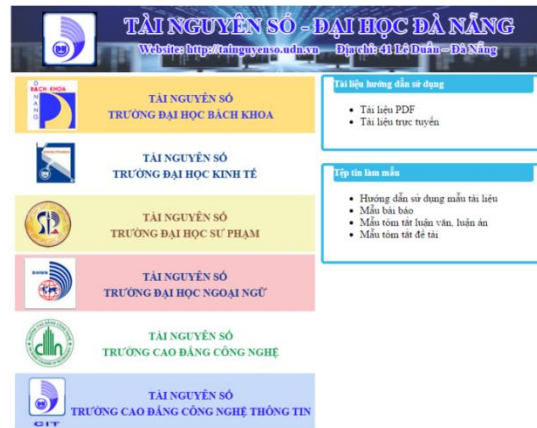 TÀI NGUYÊN SỐ - ĐẠI HỌC ĐÀ NẴNG
Website: http://tainguyenso.udn.vn Địa chỉ: 41 Lê Duẩn – Đà Nẵng
BÁCH KHOA
ĐÀ NẴNG
TÀI NGUYÊN SỐ
TRƯỜNG ĐẠI HỌC BÁCH KHOA
TÀI NGUYÊN SỐ
TRƯỜNG ĐẠI HỌC KINH TẾ
TÀI NGUYÊN SỐ
TRƯỜNG ĐẠI HỌC SƯ PHẠM
TÀI NGUYÊN SỐ
TRƯỜNG ĐẠI HỌC NGOẠI NGỮ
TÀI NGUYÊN SỐ
TRƯỜNG CAO ĐẲNG CÔNG NGHỆ
TÀI NGUYÊN SỐ
TRƯỜNG CAO ĐẲNG CÔNG NGHỆ THÔNG TIN
CIT
Tài liệu hướng dẫn sử dụng
Tài liệu PDF
Tài liệu trực tuyến
Tệp tin làm mẫu
Hướng dẫn sử dụng mẫu tài liệu
Mẫu bài báo
Mẫu tóm tắt luận văn, luận án
Mẫu tóm tắt đề tài